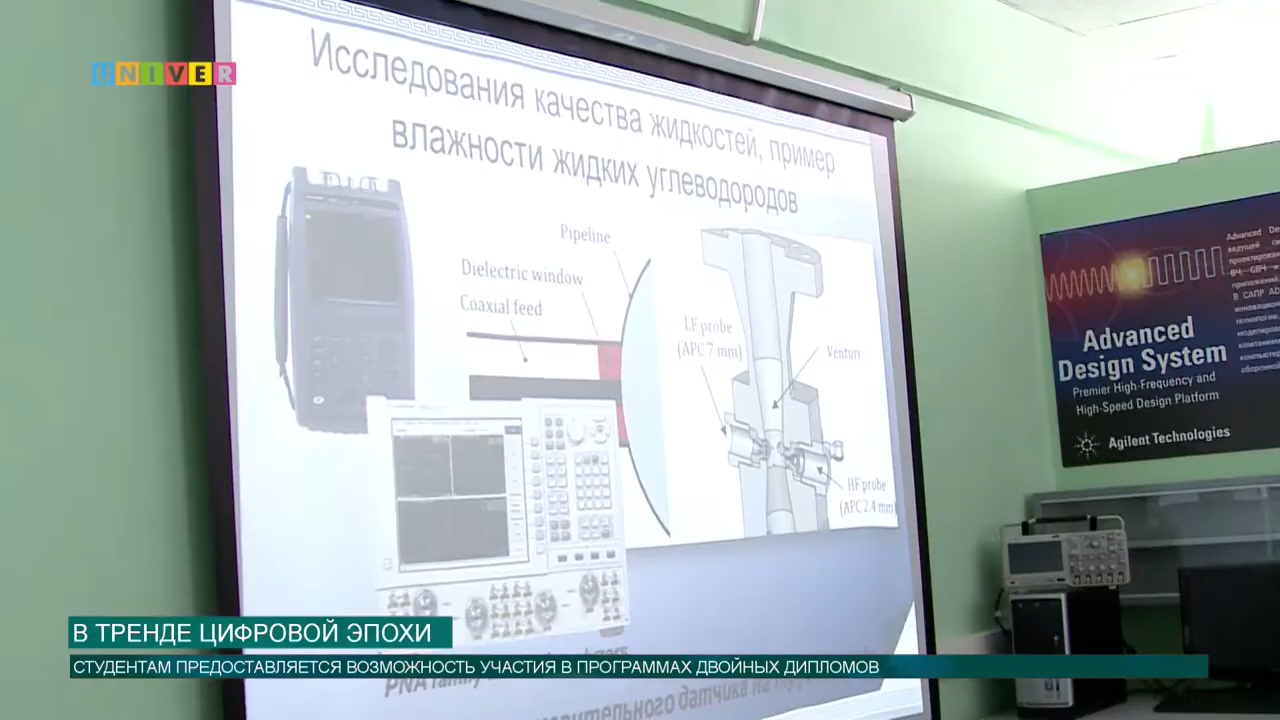 UNIVER
Исследования качества жидкостей, пример
влажности жидких углеводородов
Pipeline
Dielectric window
Coaxial feed
LF probe
(APC 7 mm)
Venturi
HF probe
(APC 2.4 mm)
Advanced
Design System
Premier High-Frequency and
High-Speed Design Platform
Agilent Technologies
В ТРЕНДЕ ЦИФРОВОЙ ЭПОХИ
СТУДЕНТАМ ПРЕДОСТАВЛЯЕТСЯ ВОЗМОЖНОСТЬ УЧАСТИЯ В ПРОГРАММАХ ДВОЙНЫХ ДИПЛОМОВ